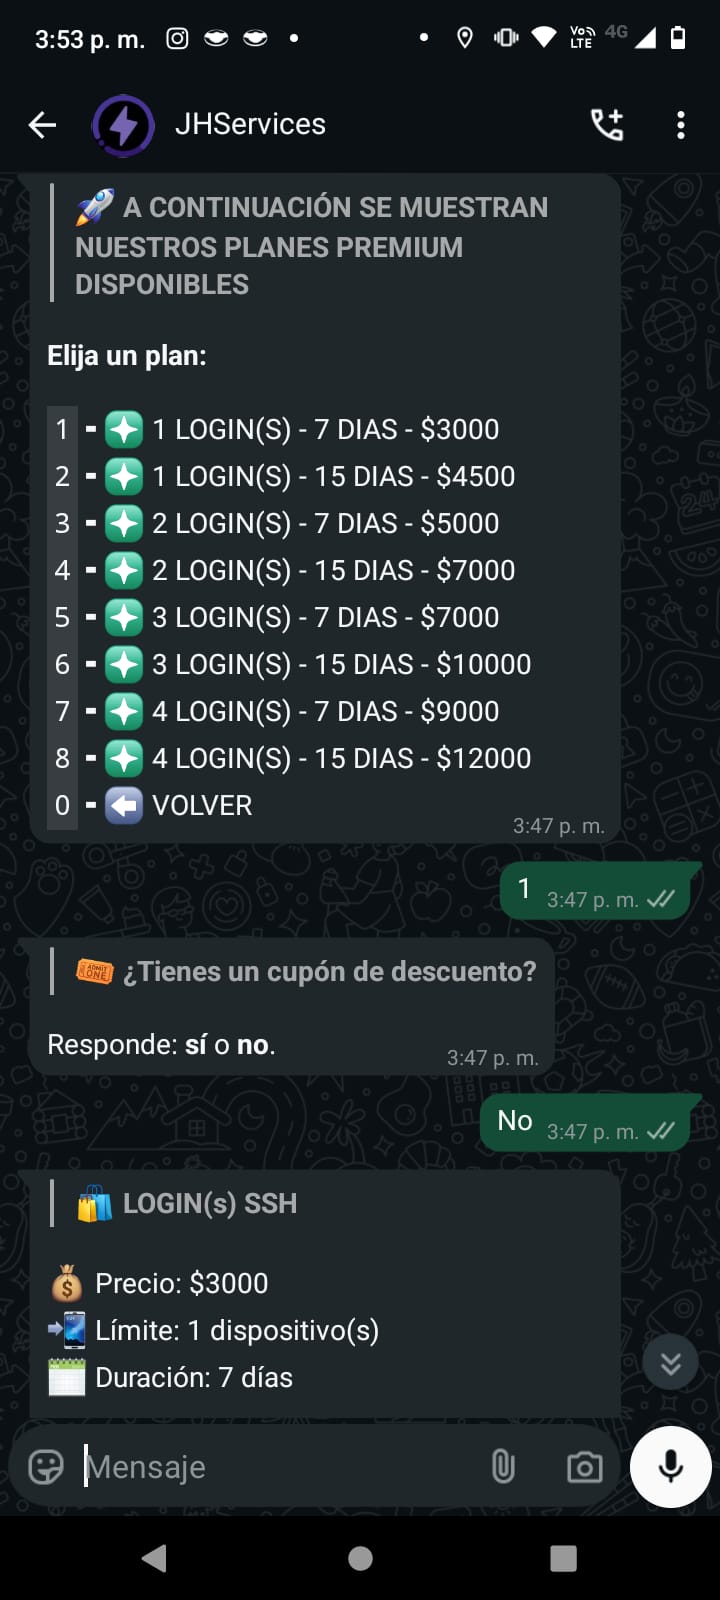 3:53 p. m.
Vo)) LTE 4G
JHServices
🚀 A CONTINUACIÓN SE MUESTRAN
NUESTROS PLANES PREMIUM
DISPONIBLES
Elija un plan:
1 - ❇️ 1 LOGIN(S) - 7 DIAS - $3000
2 - ❇️ 1 LOGIN(S) - 15 DIAS - $4500
3 - ❇️ 2 LOGIN(S) - 7 DIAS - $5000
4 - ❇️ 2 LOGIN(S) - 15 DIAS - $7000
5 - ❇️ 3 LOGIN(S) - 7 DIAS - $7000
6 - ❇️ 3 LOGIN(S) - 15 DIAS - $10000
7 - ❇️ 4 LOGIN(S) - 7 DIAS - $9000
8 - ❇️ 4 LOGIN(S) - 15 DIAS - $12000
0 - ⬅️ VOLVER
3:47 p. m.
1 3:47 p. m.
🎟️ ¿Tienes un cupón de descuento?
Responde: sí o no.
3:47 p. m.
No 3:47 p. m.
🛍️ LOGIN(s) SSH
💰 Precio: $3000
📲 Límite: 1 dispositivo(s)
🗓️ Duración: 7 días
Mensaje